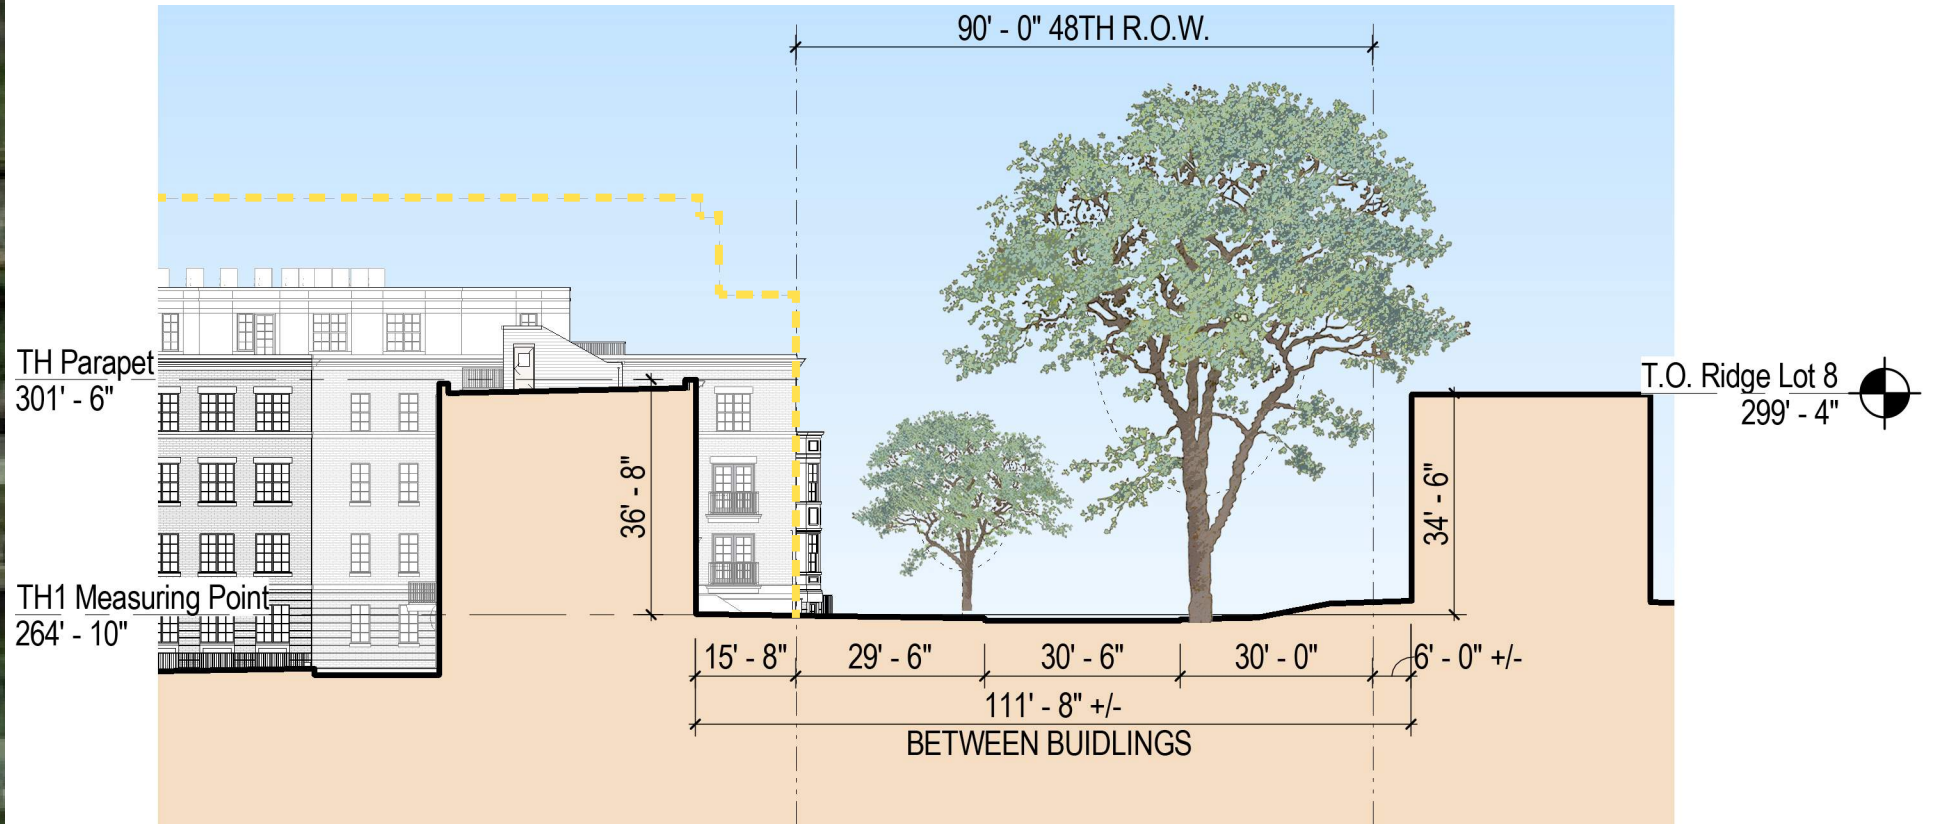 90' - 0" 48TH R.O.W.
TH Parapet
301' - 6"
T.O. Ridge Lot 8
299' - 4"
36' - 8"
34' - 6"
TH1 Measuring Point
264' - 10"
15' - 8"
29' - 6"
30' - 6"
30' - 0"
6' - 0" +/-
111' - 8" +/-
BETWEEN BUIDLINGS